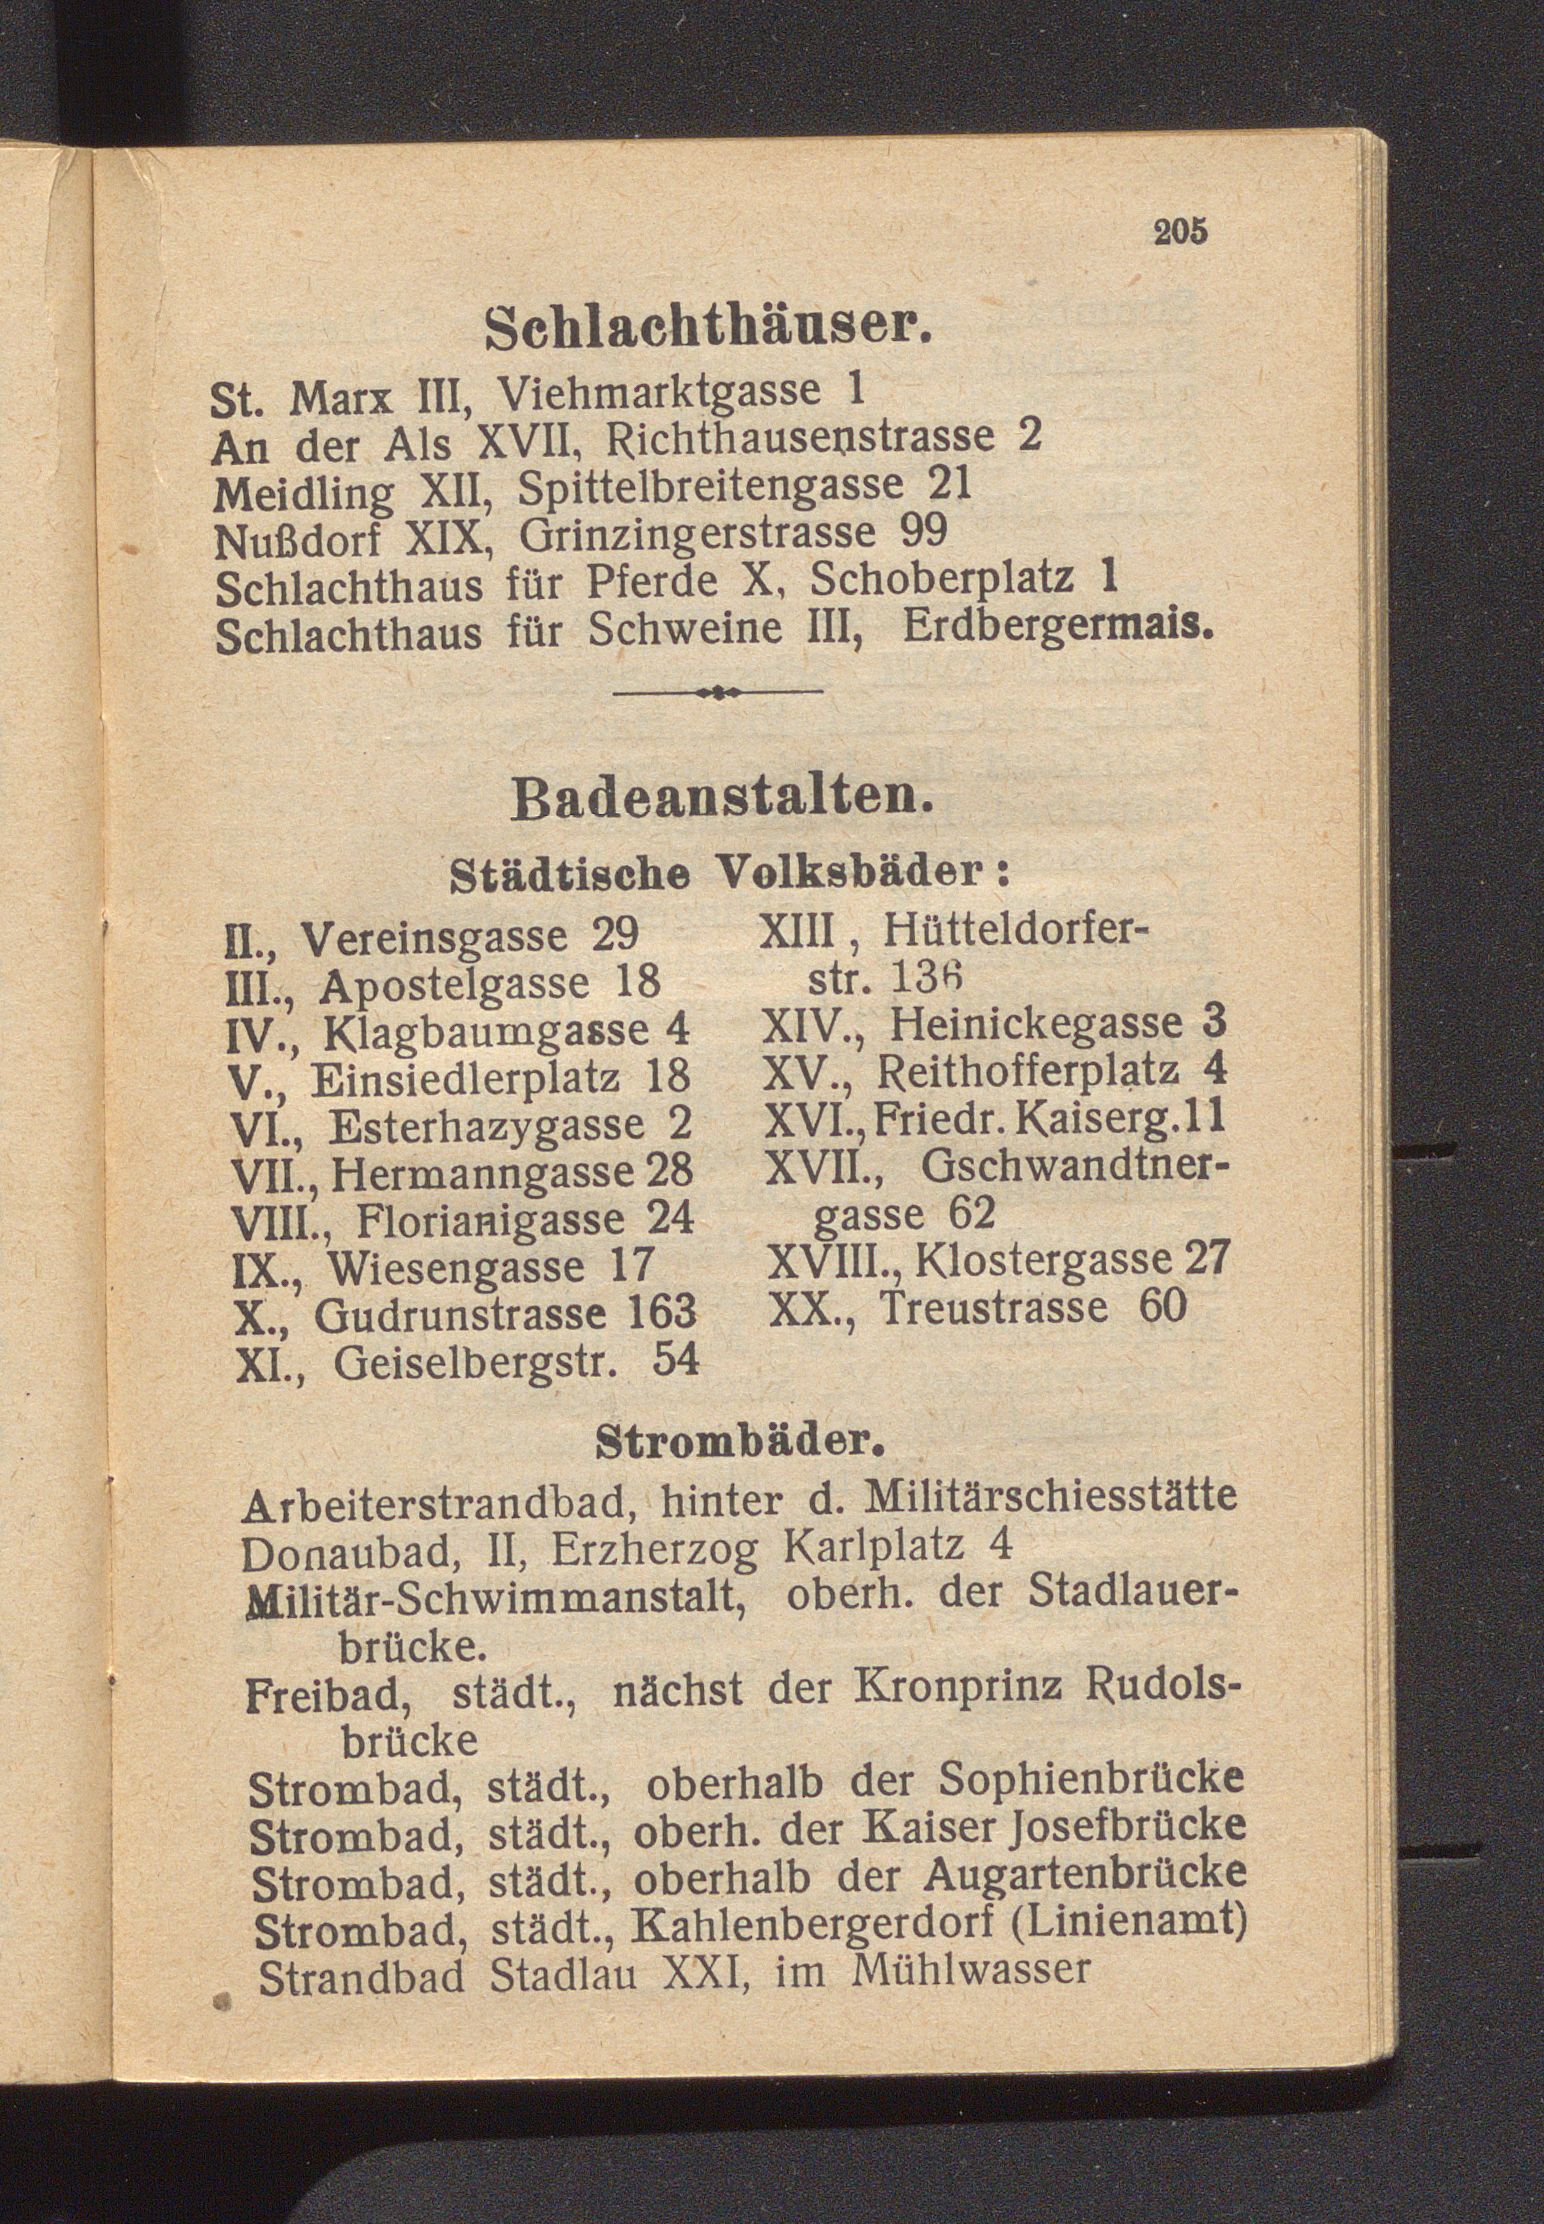 205
Schlachthäuser.
St. Marx III, Viehmarktgasse 1
An der Als XVII, Richthausenstrasse 2
Meidling XII, Spittelbreitengasse 21
Nußdorf XIX, Grinzingerstrasse 99
Schlachthaus für Pferde X, Schoberplatz 1
Schlachthaus für Schweine III, Erdbergermais.
Badeanstalten.
Städtische Volksbäder:
II., Vereinsgasse 29
III., Apostelgasse 18
IV., Klagbaumgasse 4
V., Einsiedlerplatz 18
VI., Esterhazygasse 2
VII., Hermanngasse 28
VIII., Florianigasse 24
IX., Wiesengasse 17
X., Gudrunstrasse 163
XI., Geiselbergstr. 54
XIII, Hütteldorfer-
str. 136
XIV., Heinickegasse 3
XV., Reithofferplatz 4
XVI., Friedr. Kaiserg. 11
XVII., Gschwandtner-
gasse 62
XVIII., Klostergasse 27
XX., Treustrasse 60
Strombäder.
Arbeiterstrandbad, hinter d. Militärschiesstätte
Donaubad, II, Erzherzog Karlplatz 4
Militär-Schwimmanstalt, oberh. der Stadlauer-
brücke.
Freibad, städt., nächst der Kronprinz Rudols-
brücke
Strombad, städt., oberhalb der Sophienbrücke
Strombad, städt., oberh. der Kaiser Josefbrücke
Strombad, städt., oberhalb der Augartenbrücke
Strombad, städt., Kahlenbergerdorf (Linienamt)
Strandbad Stadlau XXI, im Mühlwasser